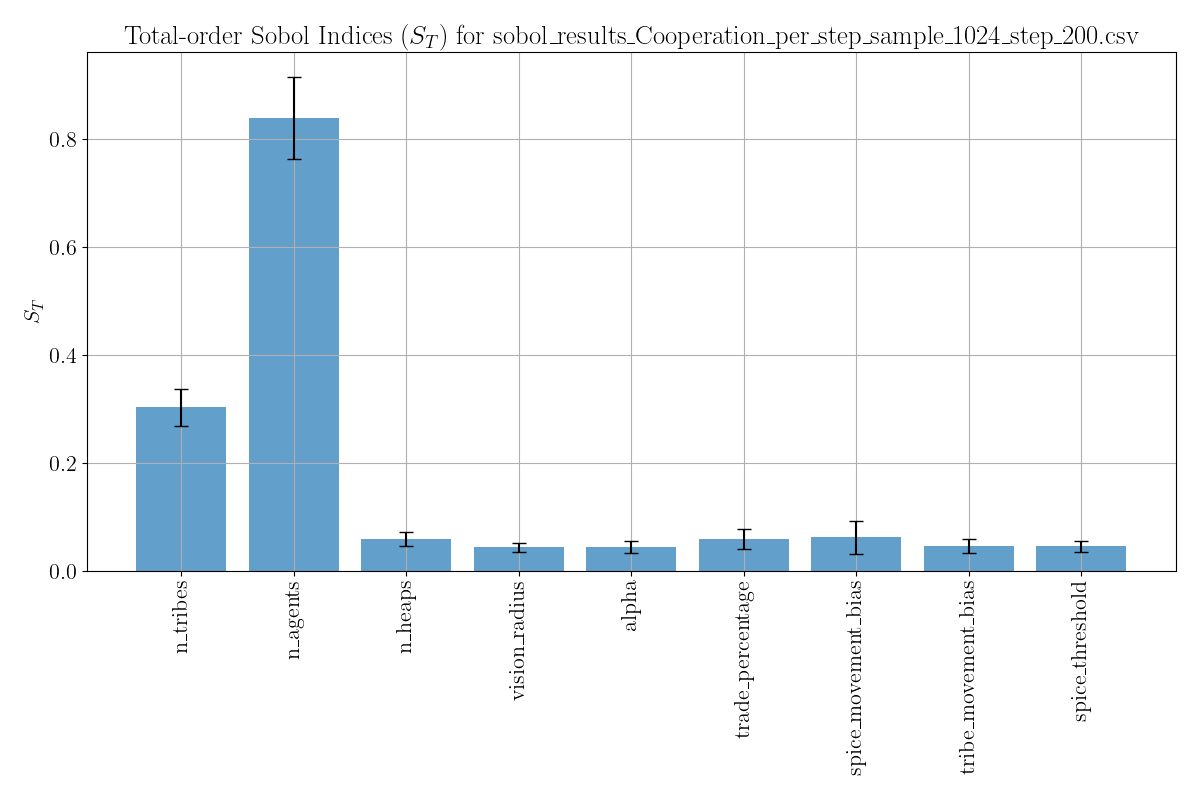 Total-order Sobol Indices (S_T) for sobol_results_Cooperation_per_step_sample_1024_step_200.csv
S_T
0.8
0.6
0.4
0.2
0.0
n_tribes
n_agents
n_heaps
vision_radius
alpha
trade_percentage
spice_movement_bias
tribe_movement_bias
spice_threshold